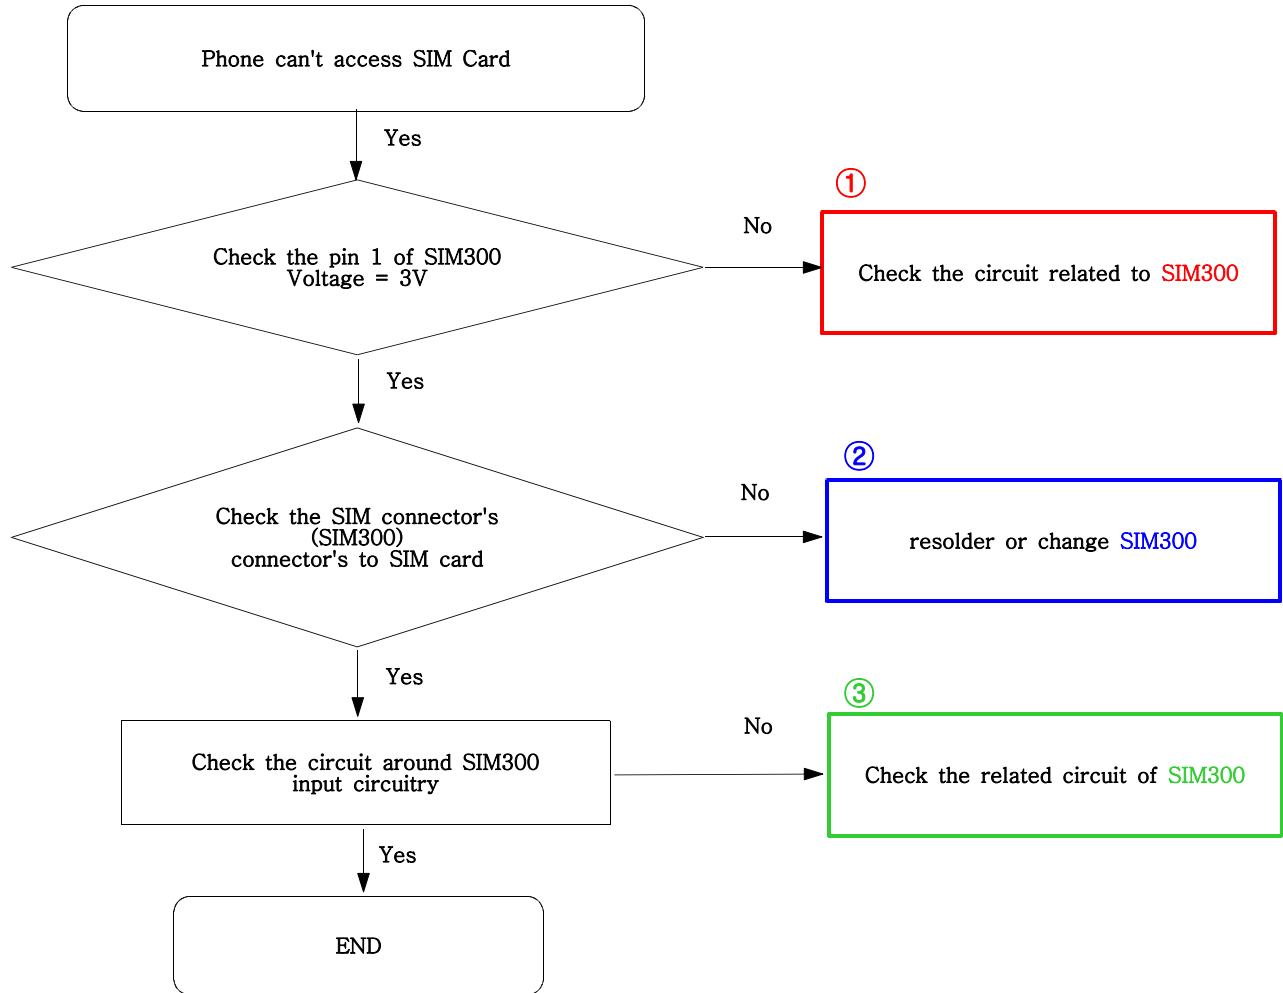 Phone can't access SIM Card
Yes
①
No
Check the pin 1 of SIM300
Voltage = 3V
Check the circuit related to SIM300
Yes
②
No
Check the SIM connector's
(SIM300)
connector's to SIM card
resolder or change SIM300
Yes
③
No
Check the circuit around SIM300
input circuitry
Check the related circuit of SIM300
Yes
END